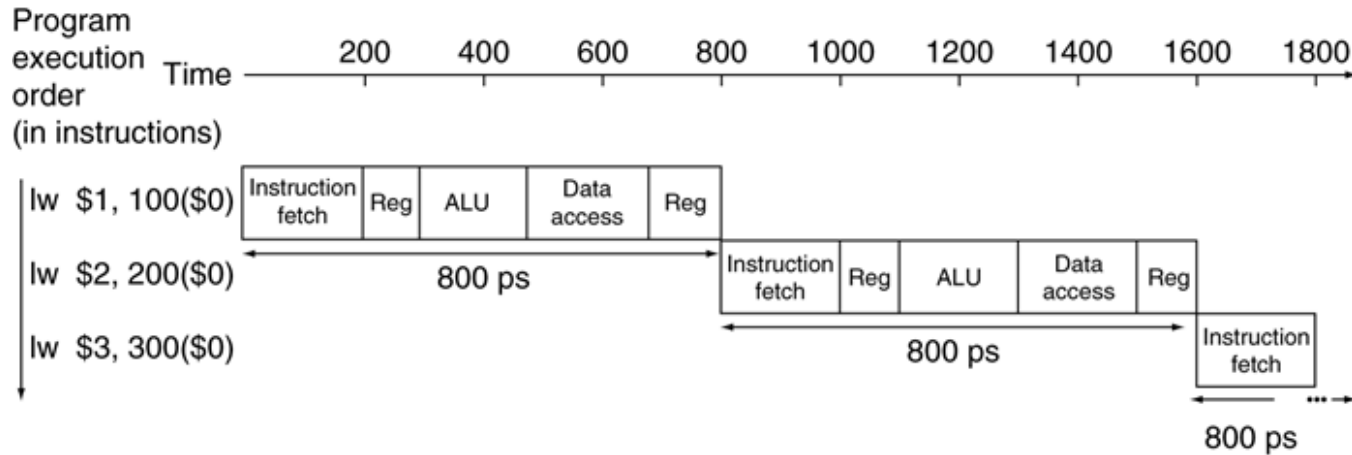 Program
execution
order
(in instructions)
Time
200 400 600 800 1000 1200 1400 1600 1800
lw $1, 100($0)
Instruction
fetch
Reg
ALU
Data
access
Reg
800 ps
lw $2, 200($0)
Instruction
fetch
Reg
ALU
Data
access
Reg
800 ps
lw $3, 300($0)
Instruction
fetch
...
800 ps